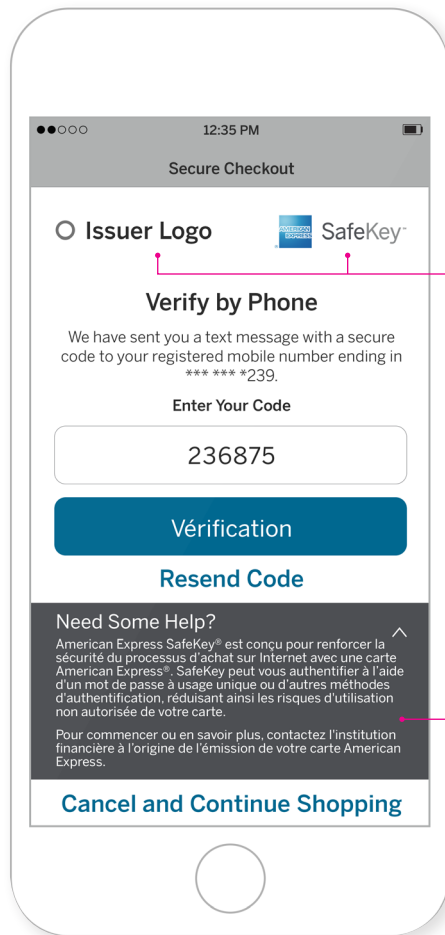 12:35 PM
Secure Checkout
Issuer Logo
AMERICAN EXPRESS SafeKey
Verify by Phone
We have sent you a text message with a secure
code to your registered mobile number ending in
*** *** *239.
Enter Your Code
236875
Vérification
Resend Code
Need Some Help?
American Express SafeKey® est conçu pour renforcer la
sécurité du processus d'achat sur Internet avec une carte
American Express®. SafeKey peut vous authentifier à l'aide
d'un mot de passe à usage unique ou d'autres méthodes
d'authentification, réduisant ainsi les risques d'utilisation
non autorisée de votre carte.
Pour commencer ou en savoir plus, contactez l'institution
financière à l'origine de l'émission de votre carte American
Express.
Cancel and Continue Shopping